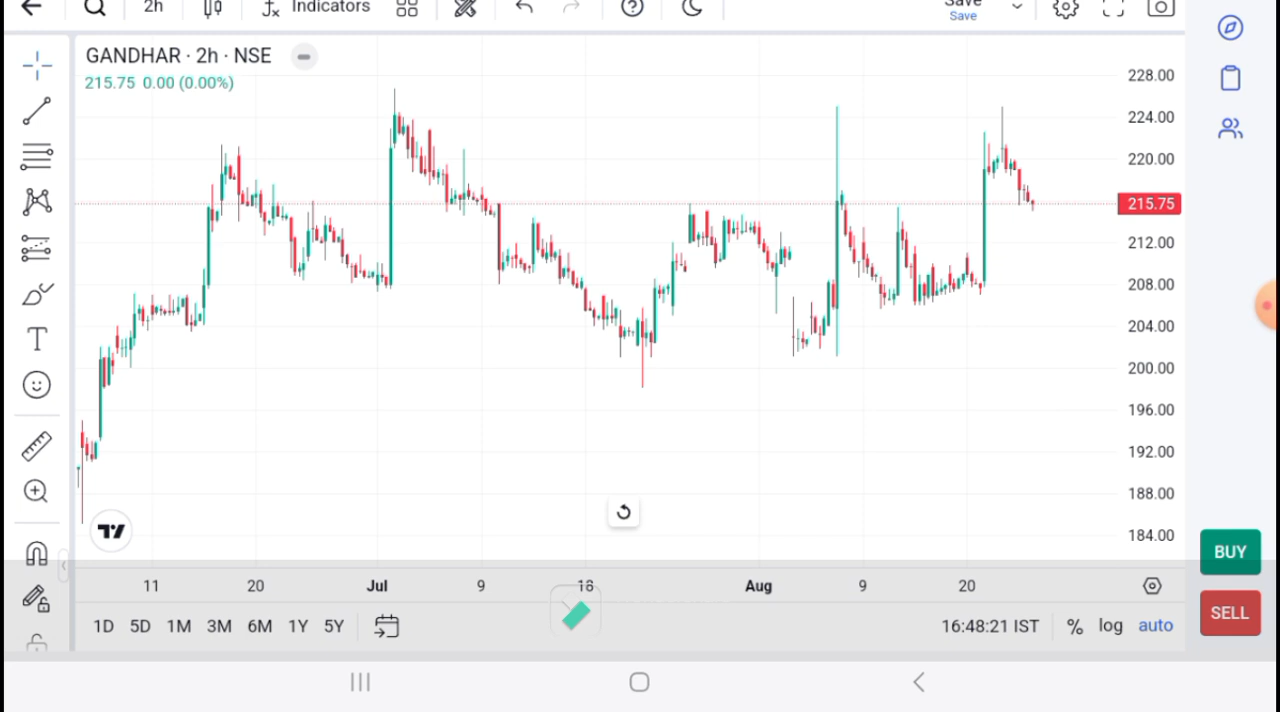 2h
Indicators
Save
Save
GANDHAR · 2h · NSE
215.75 0.00 (0.00%)
228.00
224.00
220.00
215.75
212.00
208.00
204.00
200.00
196.00
192.00
188.00
184.00
11 20 Jul 9 18 Aug 9 20
1D 5D 1M 3M 6M 1Y 5Y
16:48:21 IST % log auto
BUY
SELL